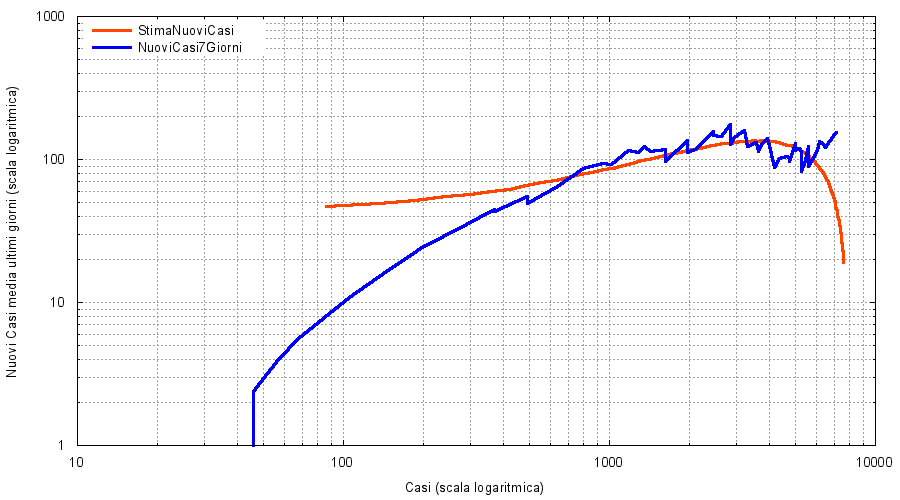 1000
StimaNuoviCasi
NuoviCasi7Giorni
100
10
1
10
100
1000
10000
Nuovi Casi media ultimi giorni (scala logaritmica)
Casi (scala logaritmica)